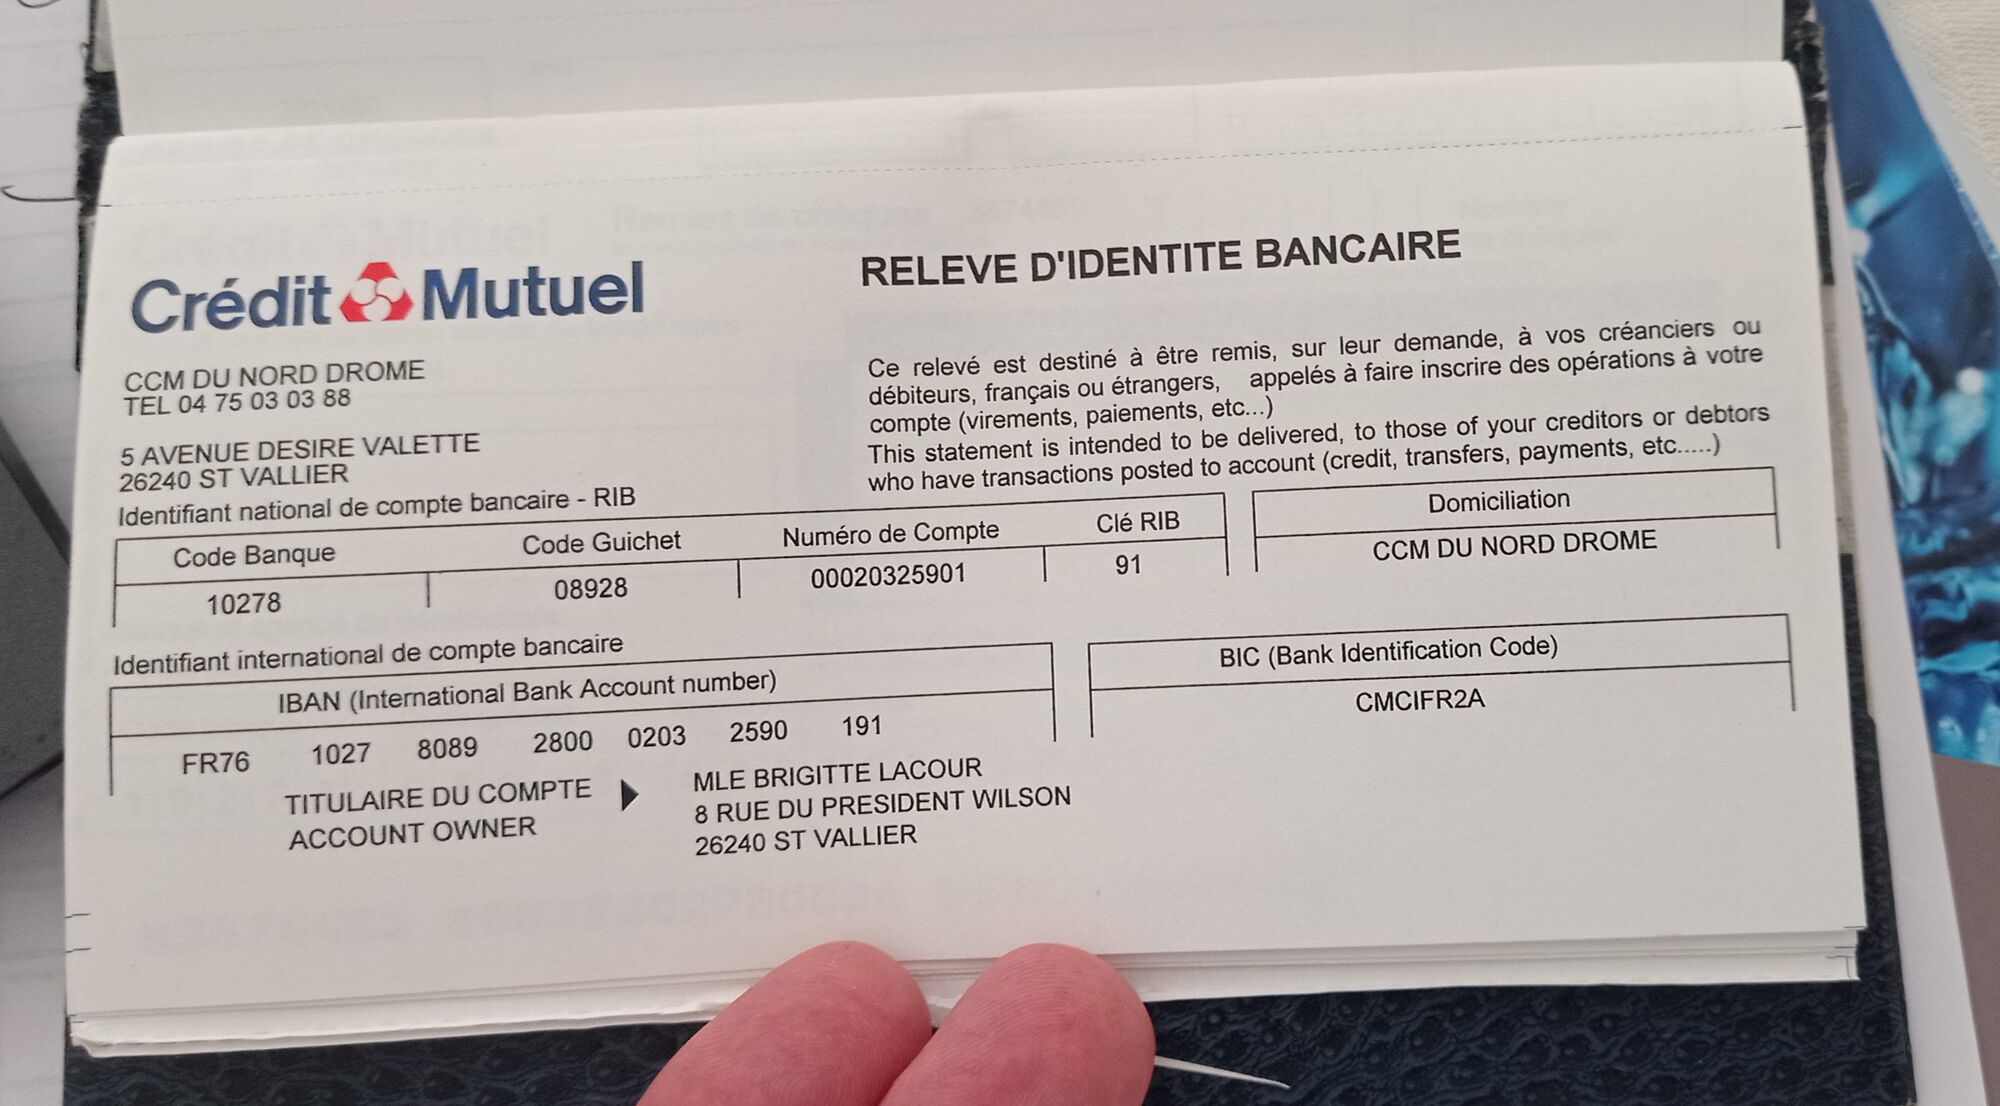 Crédit Mutuel
RELEVE D'IDENTITE BANCAIRE
CCM DU NORD DROME
TEL 04 75 03 03 88
5 AVENUE DESIRE VALETTE
26240 ST VALLIER
Ce relevé est destiné à être remis, sur leur demande, à vos créanciers ou
débiteurs, français ou étrangers, appelés à faire inscrire des opérations à votre
compte (virements, paiements, etc...)
This statement is intended to be delivered, to those of your creditors or debtors
who have transactions posted to account (credit, transfers, payments, etc.....)
Identifiant national de compte bancaire - RIB
Code Banque Code Guichet Numéro de Compte Clé RIB Domiciliation
10278 08928 00020325901 91 CCM DU NORD DROME
Identifiant international de compte bancaire
IBAN (International Bank Account number) BIC (Bank Identification Code)
FR76 1027 8089 2800 0203 2590 191 CMCIFR2A
TITULAIRE DU COMPTE MLE BRIGITTE LACOUR
ACCOUNT OWNER 8 RUE DU PRESIDENT WILSON
26240 ST VALLIER